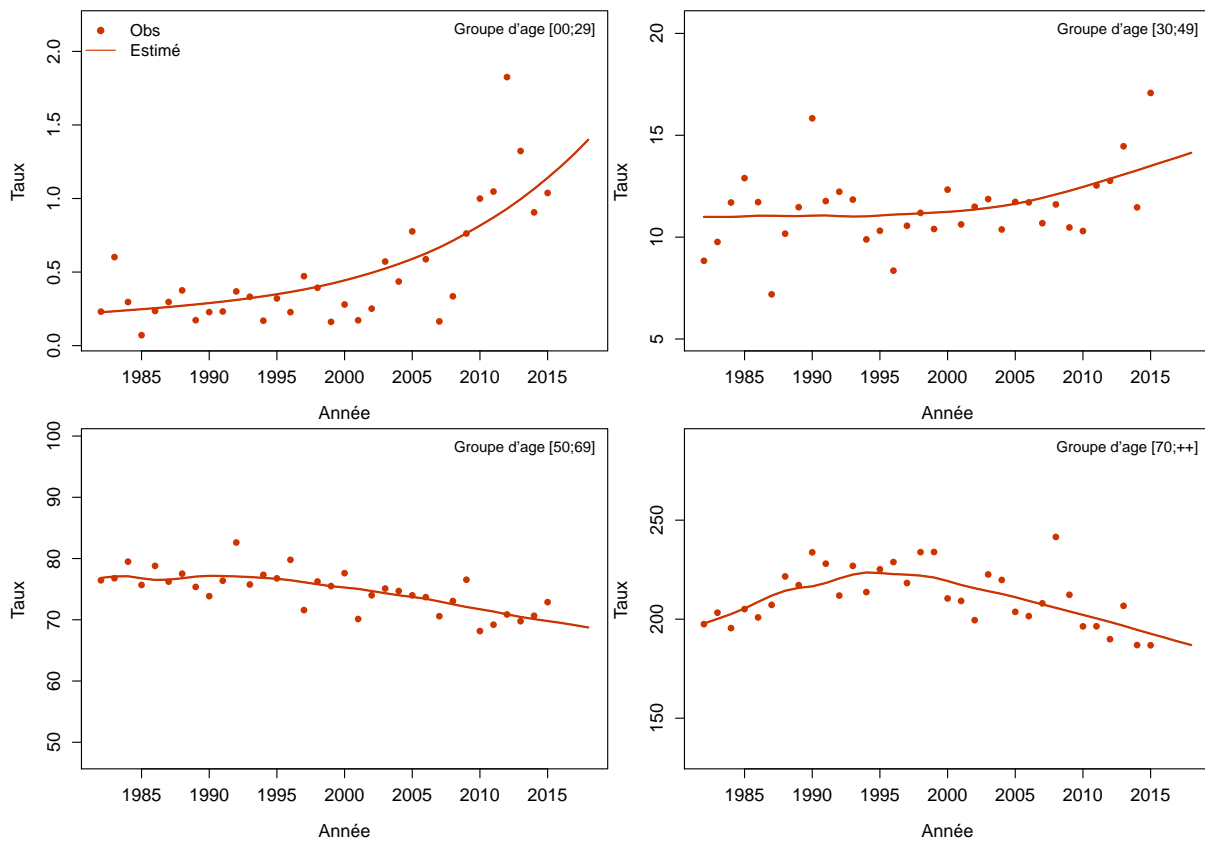 Obs
Estimé
Groupe d'age [00;29]
Taux
0.0
0.5
1.0
1.5
2.0
1985 1990 1995 2000 2005 2010 2015
Année
Groupe d'age [30;49]
Taux
5
10
15
20
1985 1990 1995 2000 2005 2010 2015
Année
Groupe d'age [50;69]
Taux
50
60
70
80
90
100
1985 1990 1995 2000 2005 2010 2015
Année
Groupe d'age [70;++]
Taux
150
200
250
1985 1990 1995 2000 2005 2010 2015
Année